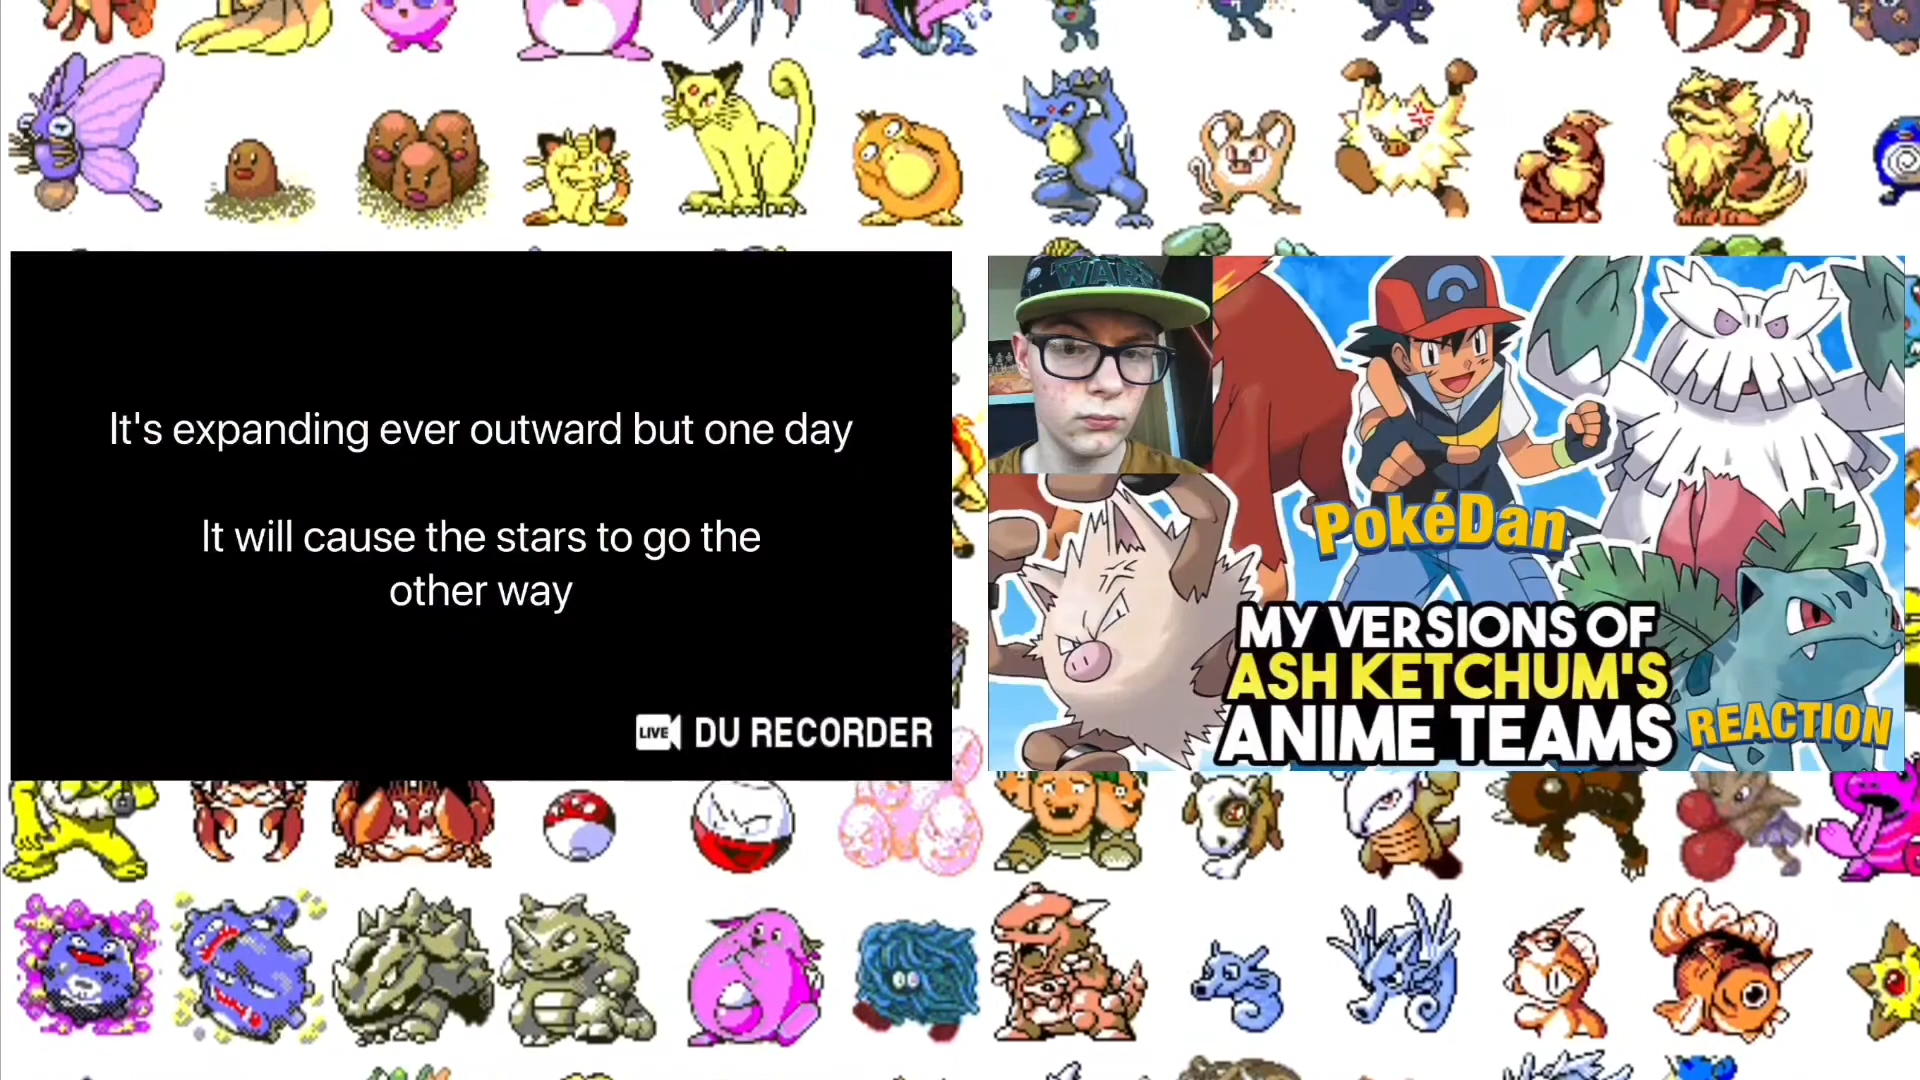 It's expanding ever outward but one day
It will cause the stars to go the
other way
LIVE DU RECORDER
WARS
PokéDan
MY VERSIONS OF
ASH KETCHUM'S
ANIME TEAMS
REACTION